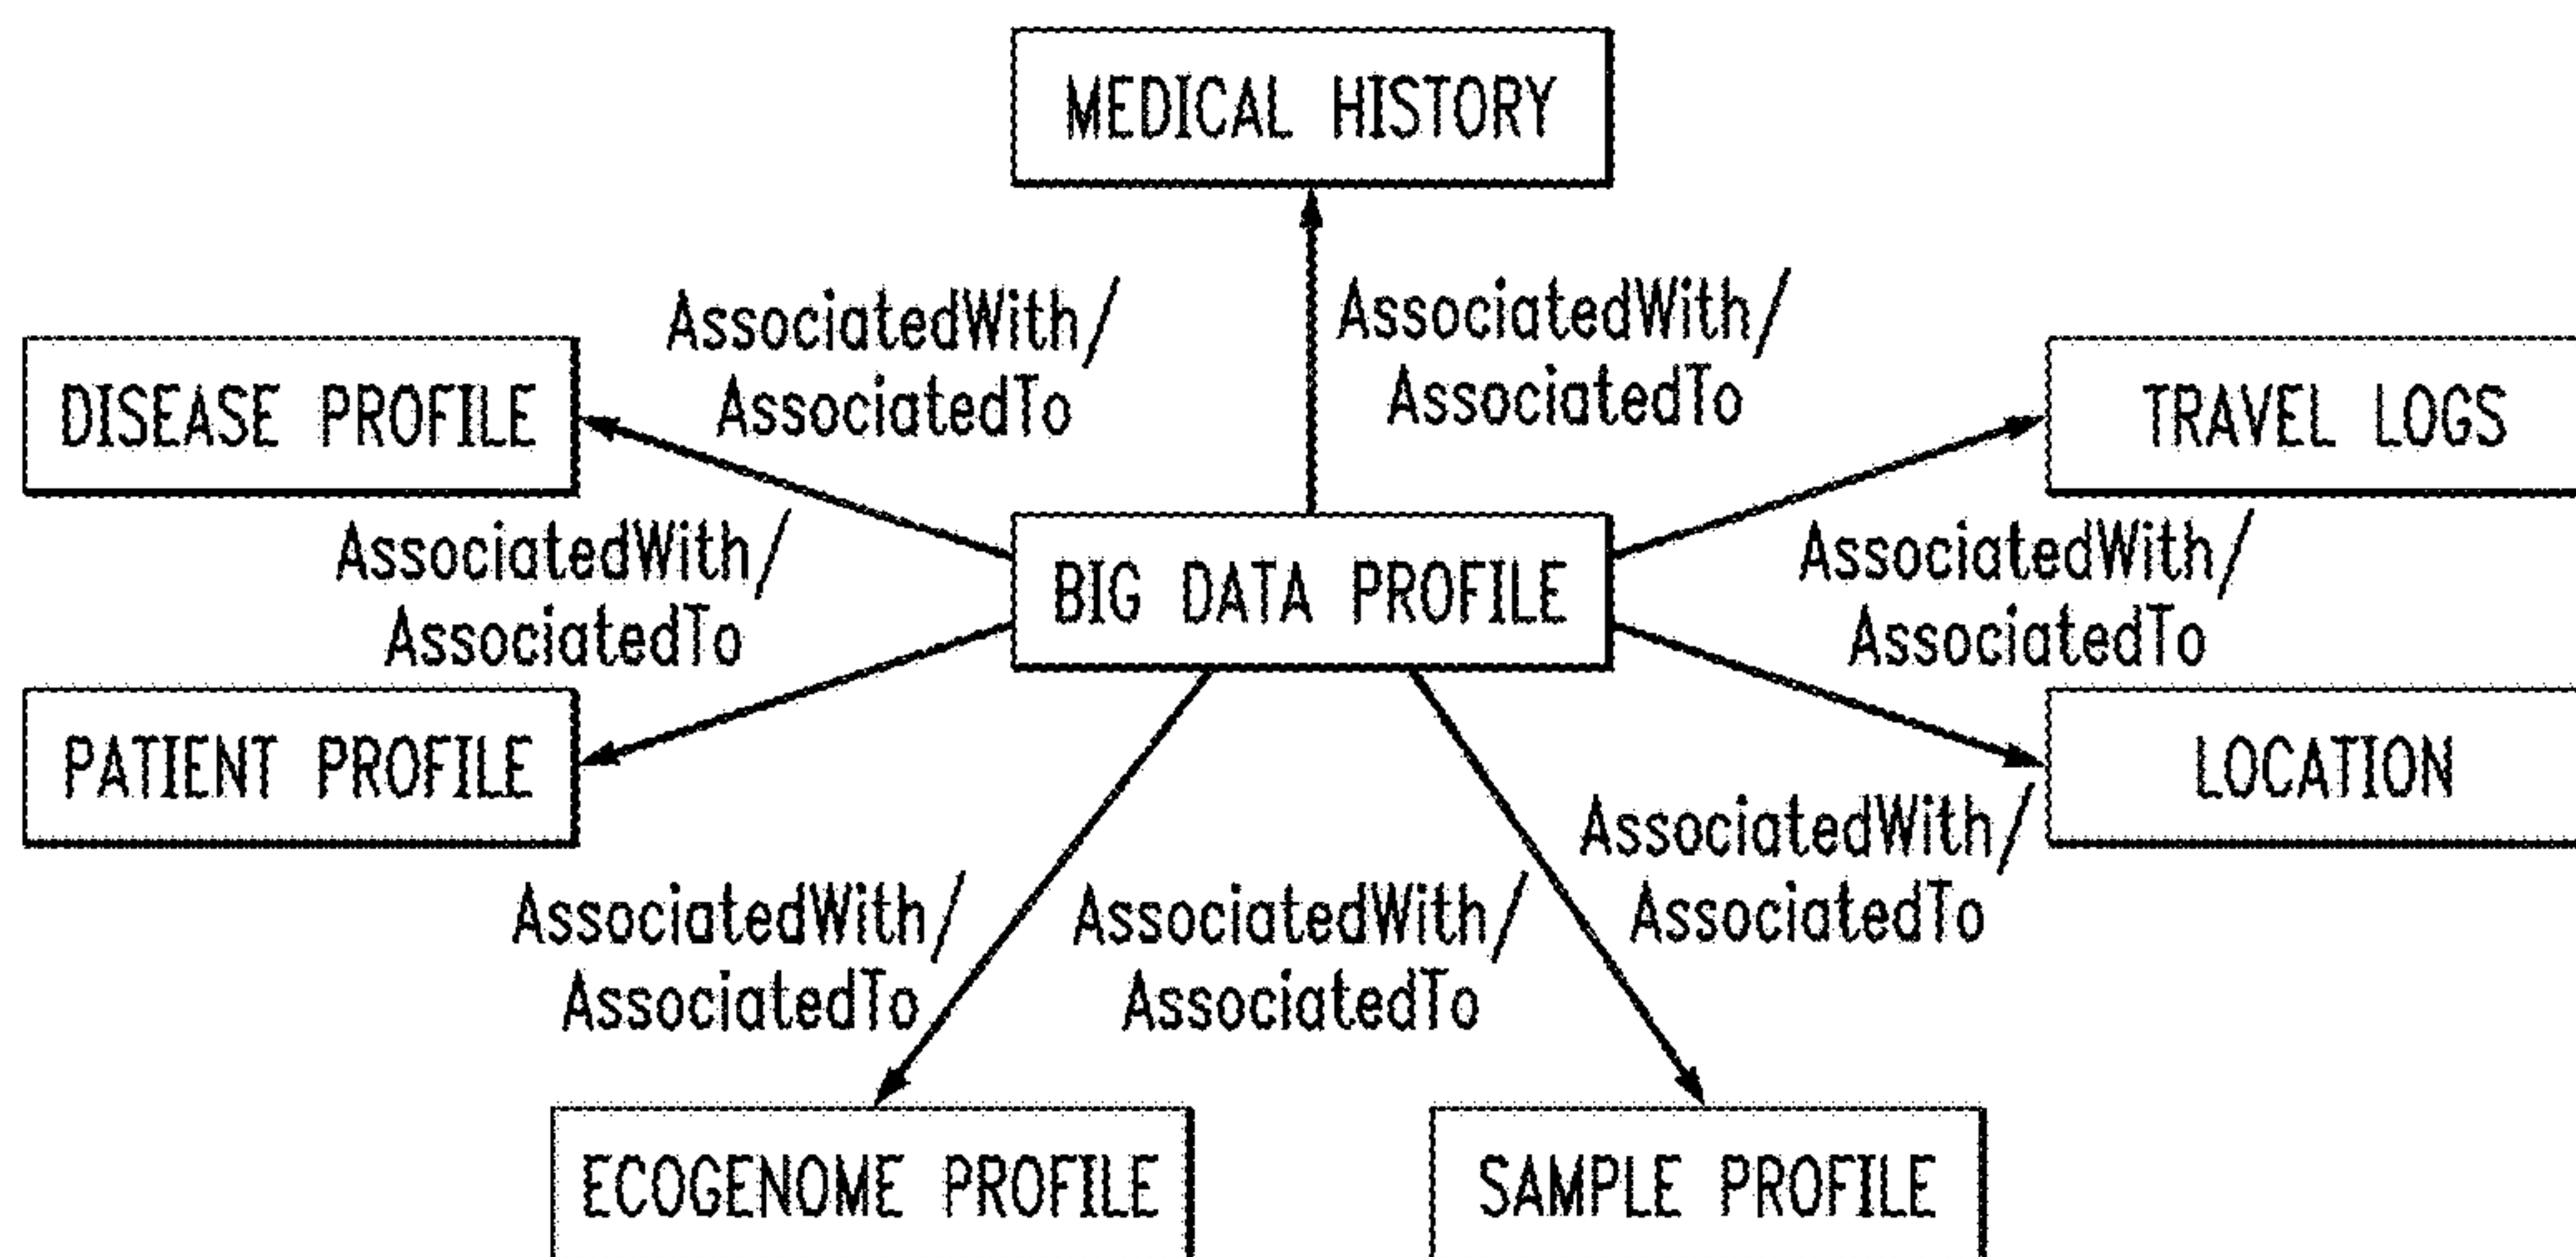 MEDICAL HISTORY
AssociatedWith/
AssociatedTo
AssociatedWith/
AssociatedTo
DISEASE PROFILE
TRAVEL LOGS
AssociatedWith/
AssociatedTo
BIG DATA PROFILE
AssociatedWith/
AssociatedTo
PATIENT PROFILE
LOCATION
AssociatedWith/
AssociatedTo
AssociatedWith/
AssociatedTo
AssociatedWith/
AssociatedTo
ECOGENOME PROFILE
SAMPLE PROFILE